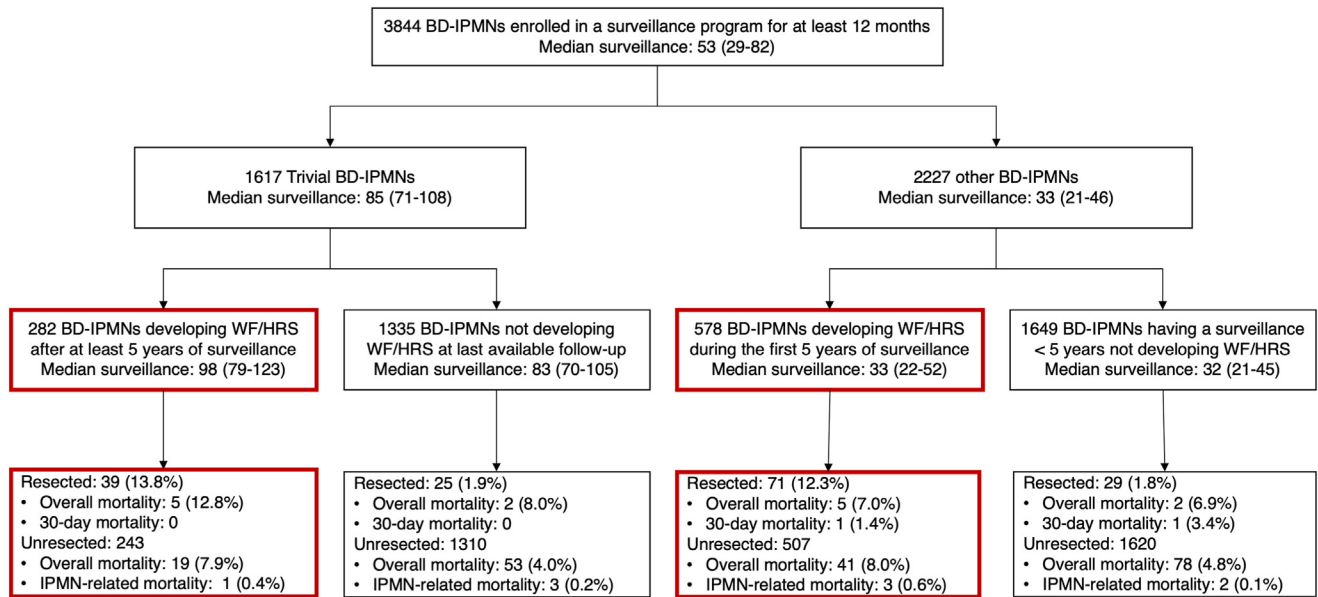 3844 BD-IPMNs enrolled in a surveillance program for at least 12 months
Median surveillance: 53 (29-82)
1617 Trivial BD-IPMNs
Median surveillance: 85 (71-108)
2227 other BD-IPMNs
Median surveillance: 33 (21-46)
282 BD-IPMNs developing WF/HRS
after at least 5 years of surveillance
Median surveillance: 98 (79-123)
1335 BD-IPMNs not developing
WF/HRS at last available follow-up
Median surveillance: 83 (70-105)
578 BD-IPMNs developing WF/HRS
during the first 5 years of surveillance
Median surveillance: 33 (22-52)
1649 BD-IPMNs having a surveillance
< 5 years not developing WF/HRS
Median surveillance: 32 (21-45)
Resected: 39 (13.8%)
• Overall mortality: 5 (12.8%)
• 30-day mortality: 0
Unresected: 243
• Overall mortality: 19 (7.9%)
• IPMN-related mortality: 1 (0.4%)
Resected: 25 (1.9%)
• Overall mortality: 2 (8.0%)
• 30-day mortality: 0
Unresected: 1310
• Overall mortality: 53 (4.0%)
• IPMN-related mortality: 3 (0.2%)
Resected: 71 (12.3%)
• Overall mortality: 5 (7.0%)
• 30-day mortality: 1 (1.4%)
Unresected: 507
• Overall mortality: 41 (8.0%)
• IPMN-related mortality: 3 (0.6%)
Resected: 29 (1.8%)
• Overall mortality: 2 (6.9%)
• 30-day mortality: 1 (3.4%)
Unresected: 1620
• Overall mortality: 78 (4.8%)
• IPMN-related mortality: 2 (0.1%)